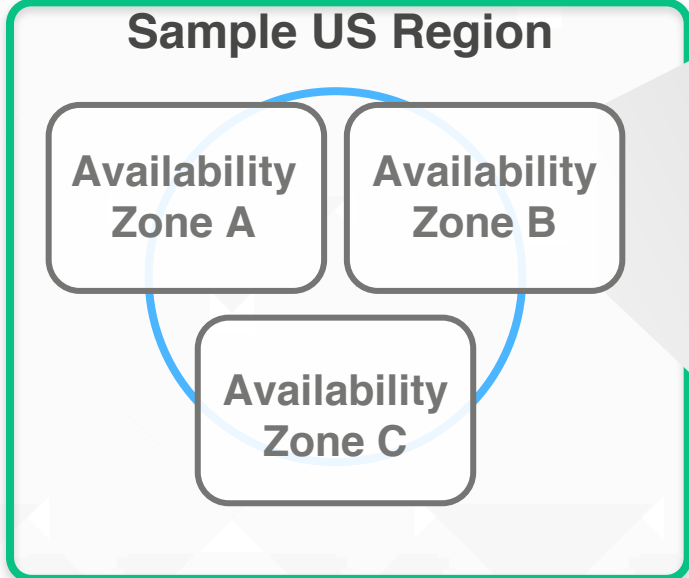 Sample US Region
Availability
Zone A
Availability
Zone B
Availability
Zone C